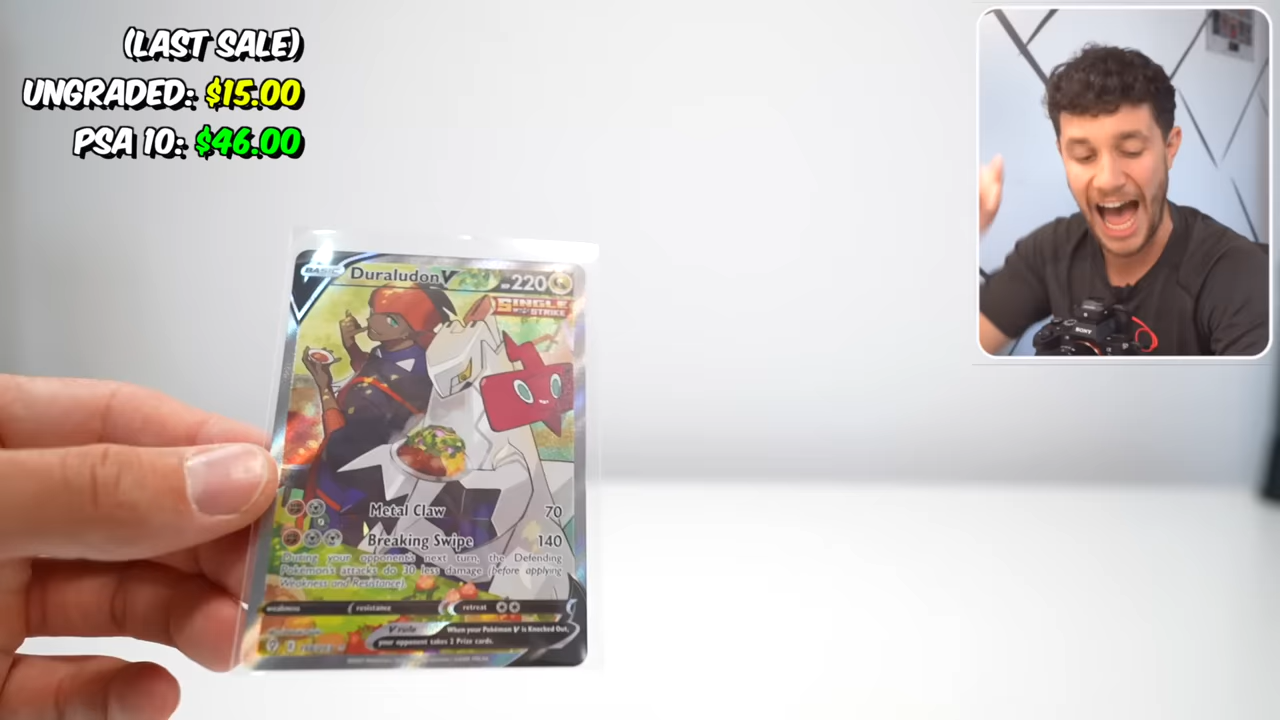 (LAST SALE)
UNGRADED: $15.00
PSA 10: $46.00
BASIC
Duraludon V
HP 220
SINGLE STRIKE
Metal Claw 70
Breaking Swipe 140
During your opponent's next turn, the Defending
Pokémon's attacks do 30 less damage (before applying
Weakness and Resistance).
weakness resistance retreat
V rule When your Pokémon V is Knocked Out,
your opponent takes 2 Prize cards.
SONY